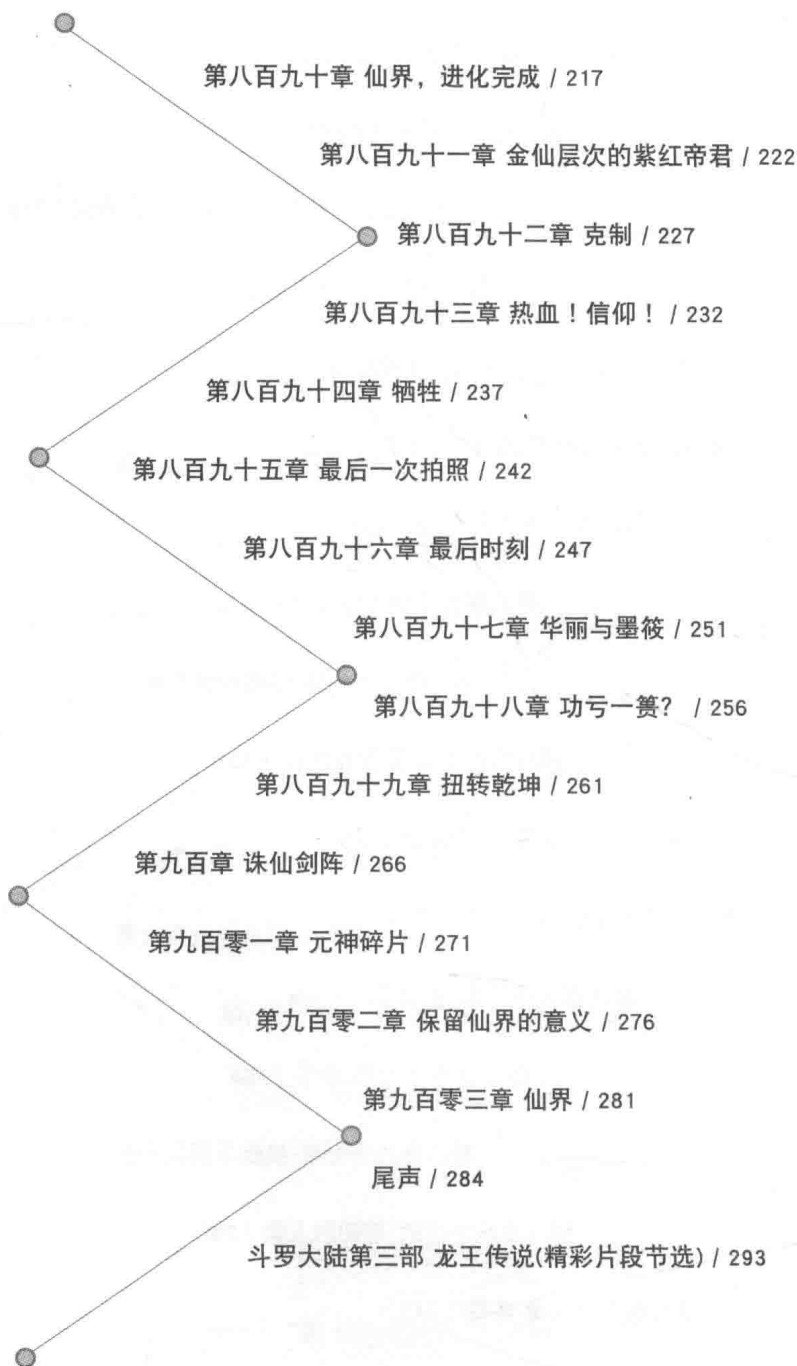 第八百九十章 仙界，进化完成 / 217
第八百九十一章 金仙层次的紫红帝君 / 222
第八百九十二章 克制 / 227
第八百九十三章 热血！信仰！ / 232
第八百九十四章 牺牲 / 237
第八百九十五章 最后一次拍照 / 242
第八百九十六章 最后时刻 / 247
第八百九十七章 华丽与墨筱 / 251
第八百九十八章 功亏一篑？ / 256
第八百九十九章 扭转乾坤 / 261
第九百章 诛仙剑阵 / 266
第九百零一章 元神碎片 / 271
第九百零二章 保留仙界的意义 / 276
第九百零三章 仙界 / 281
尾声 / 284
斗罗大陆第三部 龙王传说(精彩片段节选) / 293